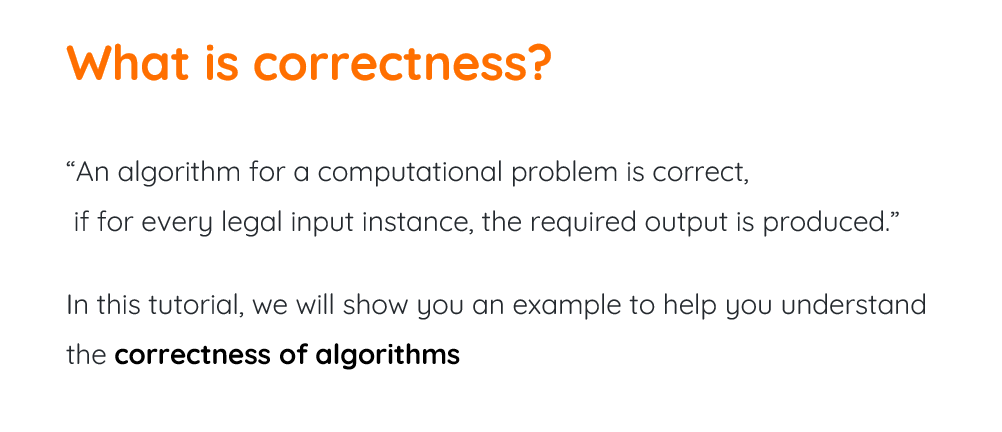 What is correctness?
“An algorithm for a computational problem is correct,
if for every legal input instance, the required output is produced.”
In this tutorial, we will show you an example to help you understand
the correctness of algorithms